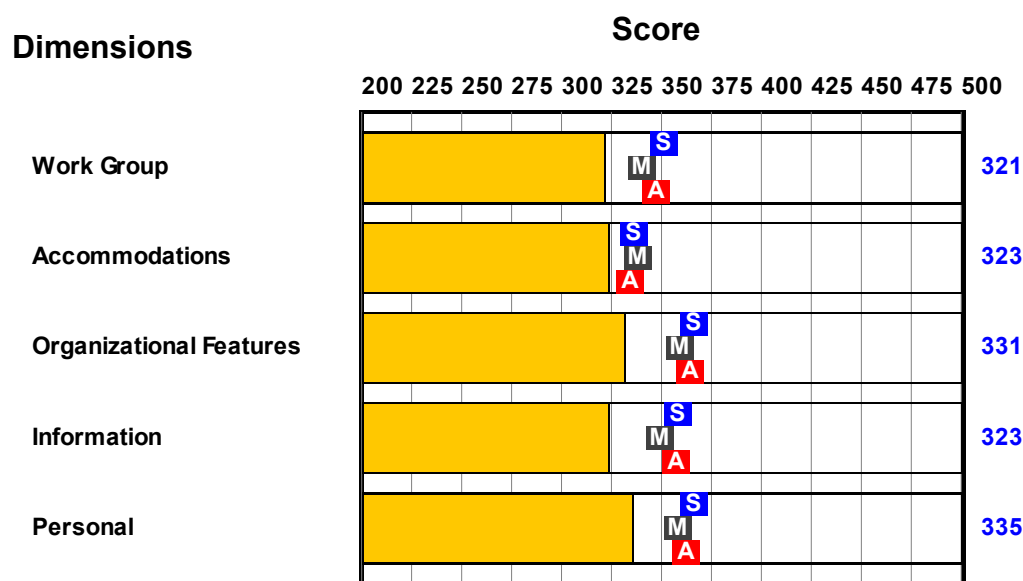 Score
Dimensions
200 225 250 275 300 325 350 375 400 425 450 475 500
S
Work Group M 321
A
S
Accommodations M 323
A
S
Organizational Features M 331
A
S
Information M 323
A
S
Personal M 335
A